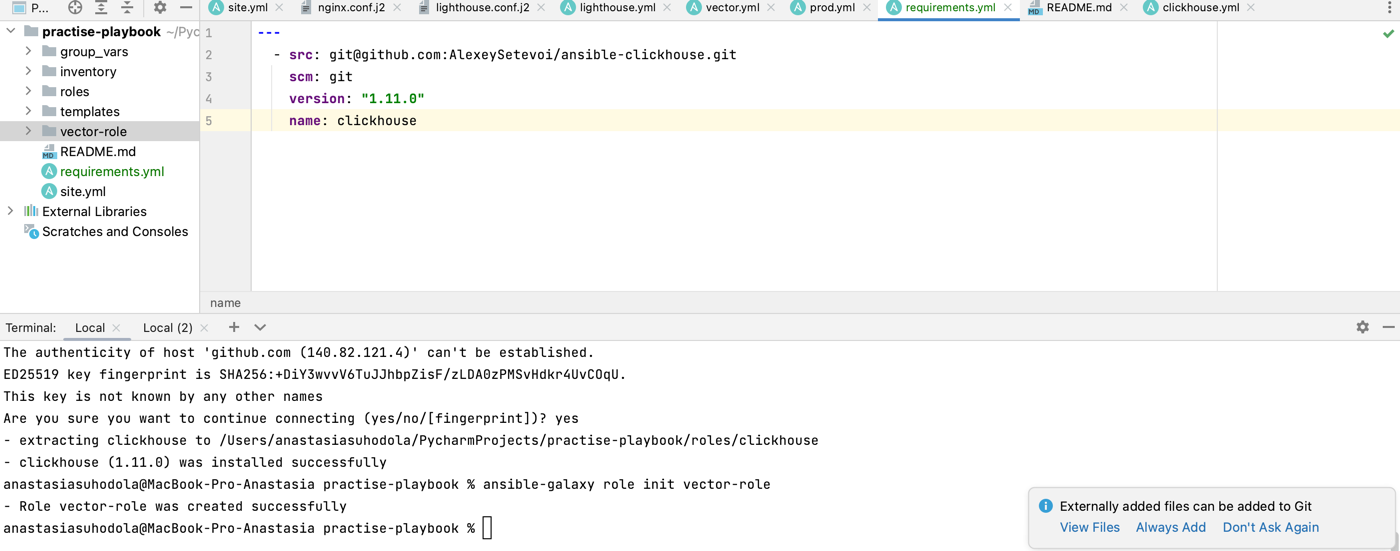 P... site.yml nginx.conf.j2 lighthouse.conf.j2 lighthouse.yml vector.yml prod.yml requirements.yml README.md clickhouse.yml
practise-playbook ~/Pyc
group_vars
inventory
roles
templates
vector-role
README.md
requirements.yml
site.yml
External Libraries
Scratches and Consoles
1 ---
2 - src: git@github.com:AlexeySetevoi/ansible-clickhouse.git
3 scm: git
4 version: "1.11.0"
5 name: clickhouse
name
Terminal: Local Local (2)
The authenticity of host 'github.com (140.82.121.4)' can't be established.
ED25519 key fingerprint is SHA256:+DiY3wvvV6TuJJhbpZisF/zLDA0zPMSvHdkr4UvCOqU.
This key is not known by any other names
Are you sure you want to continue connecting (yes/no/[fingerprint])? yes
- extracting clickhouse to /Users/anastasiasuhodola/PycharmProjects/practise-playbook/roles/clickhouse
- clickhouse (1.11.0) was installed successfully
anastasiasuhodola@MacBook-Pro-Anastasia practise-playbook % ansible-galaxy role init vector-role
- Role vector-role was created successfully
anastasiasuhodola@MacBook-Pro-Anastasia practise-playbook %
Externally added files can be added to Git
View Files Always Add Don't Ask Again